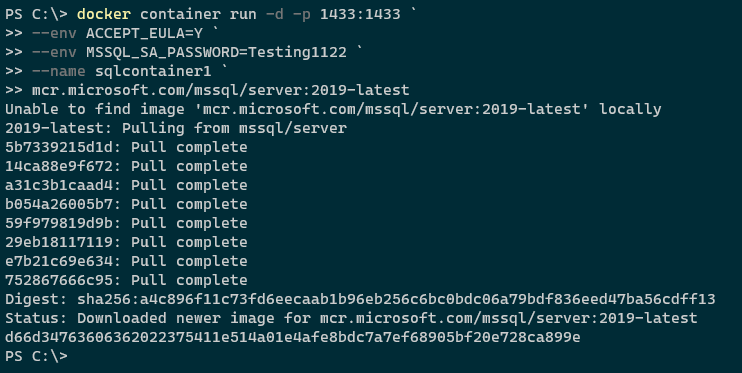 PS C:\> docker container run -d -p 1433:1433 `
>> --env ACCEPT_EULA=Y `
>> --env MSSQL_SA_PASSWORD=Testing1122 `
>> --name sqlcontainer1 `
>> mcr.microsoft.com/mssql/server:2019-latest
Unable to find image 'mcr.microsoft.com/mssql/server:2019-latest' locally
2019-latest: Pulling from mssql/server
5b7339215d1d: Pull complete
14ca88e9f672: Pull complete
a31c3b1caad4: Pull complete
b054a26005b7: Pull complete
59f979819d9b: Pull complete
29eb18117119: Pull complete
e7b21c69e634: Pull complete
752867666c95: Pull complete
Digest: sha256:a4c896f11c73fd6eecaab1b96eb256c6bc0bdc06a79bdf836eed47ba56cdff13
Status: Downloaded newer image for mcr.microsoft.com/mssql/server:2019-latest
d66d34763606362022375411e514a01e4afe8bdc7a7ef68905bf20e728ca899e
PS C:\>